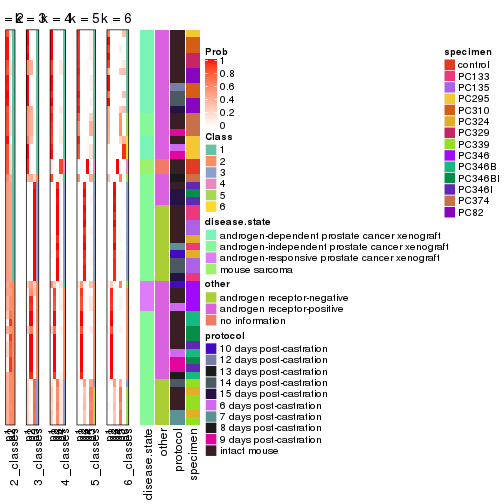 k = 2
k = 3
k = 4
k = 5
k = 6
Prob
1
0.8
0.6
0.4
0.2
0
Class
1
2
3
4
5
6
disease.state
androgen-dependent prostate cancer xenograft
androgen-independent prostate cancer xenograft
androgen-responsive prostate cancer xenograft
mouse sarcoma
other
androgen receptor-negative
androgen receptor-positive
no information
protocol
10 days post-castration
12 days post-castration
13 days post-castration
14 days post-castration
15 days post-castration
6 days post-castration
7 days post-castration
8 days post-castration
9 days post-castration
intact mouse
specimen
control
PC133
PC135
PC295
PC310
PC324
PC329
PC339
PC346
PC346B
PC346BI
PC346I
PC374
PC82
2_classes
3_classes
4_classes
5_classes
6_classes
disease.state
other
protocol
specimen